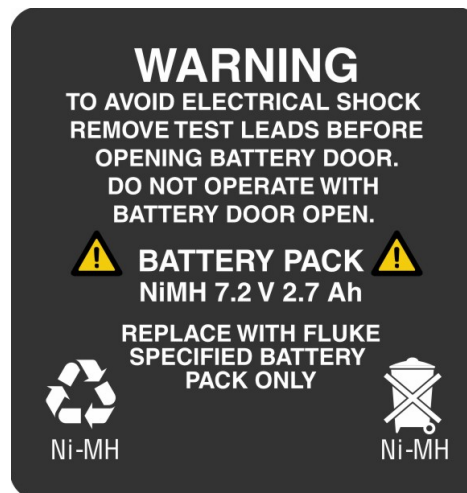 WARNING
TO AVOID ELECTRICAL SHOCK
REMOVE TEST LEADS BEFORE
OPENING BATTERY DOOR.
DO NOT OPERATE WITH
BATTERY DOOR OPEN.
BATTERY PACK
NiMH 7.2 V 2.7 Ah
REPLACE WITH FLUKE
SPECIFIED BATTERY
PACK ONLY
Ni-MH
Ni-MH